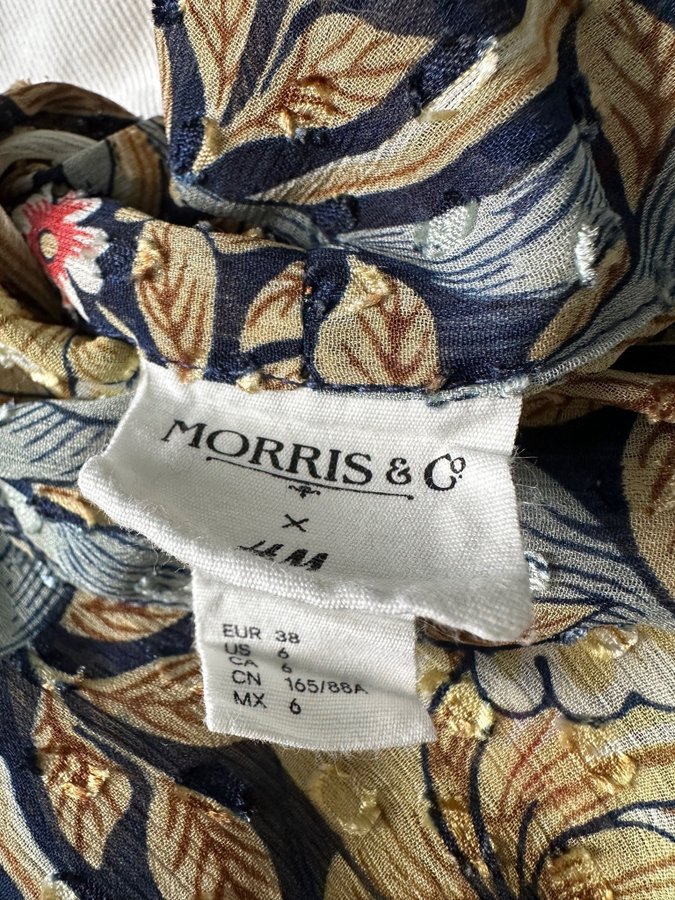 MORRIS & Co.
×
H&M
EUR 38
US 6
CA 6
CN 165/88A
MX 6